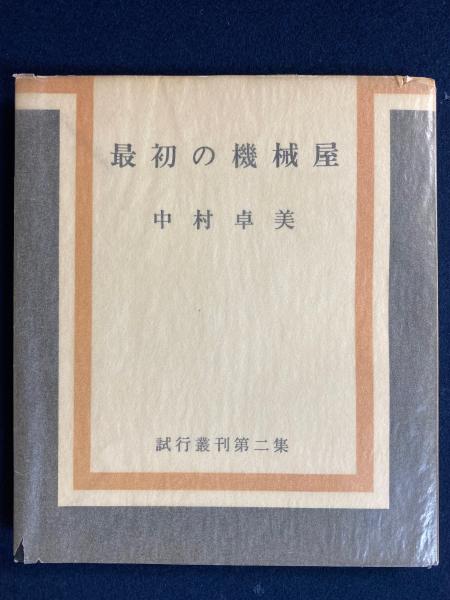 最初の機械屋
中村卓美
試行叢刊第二集